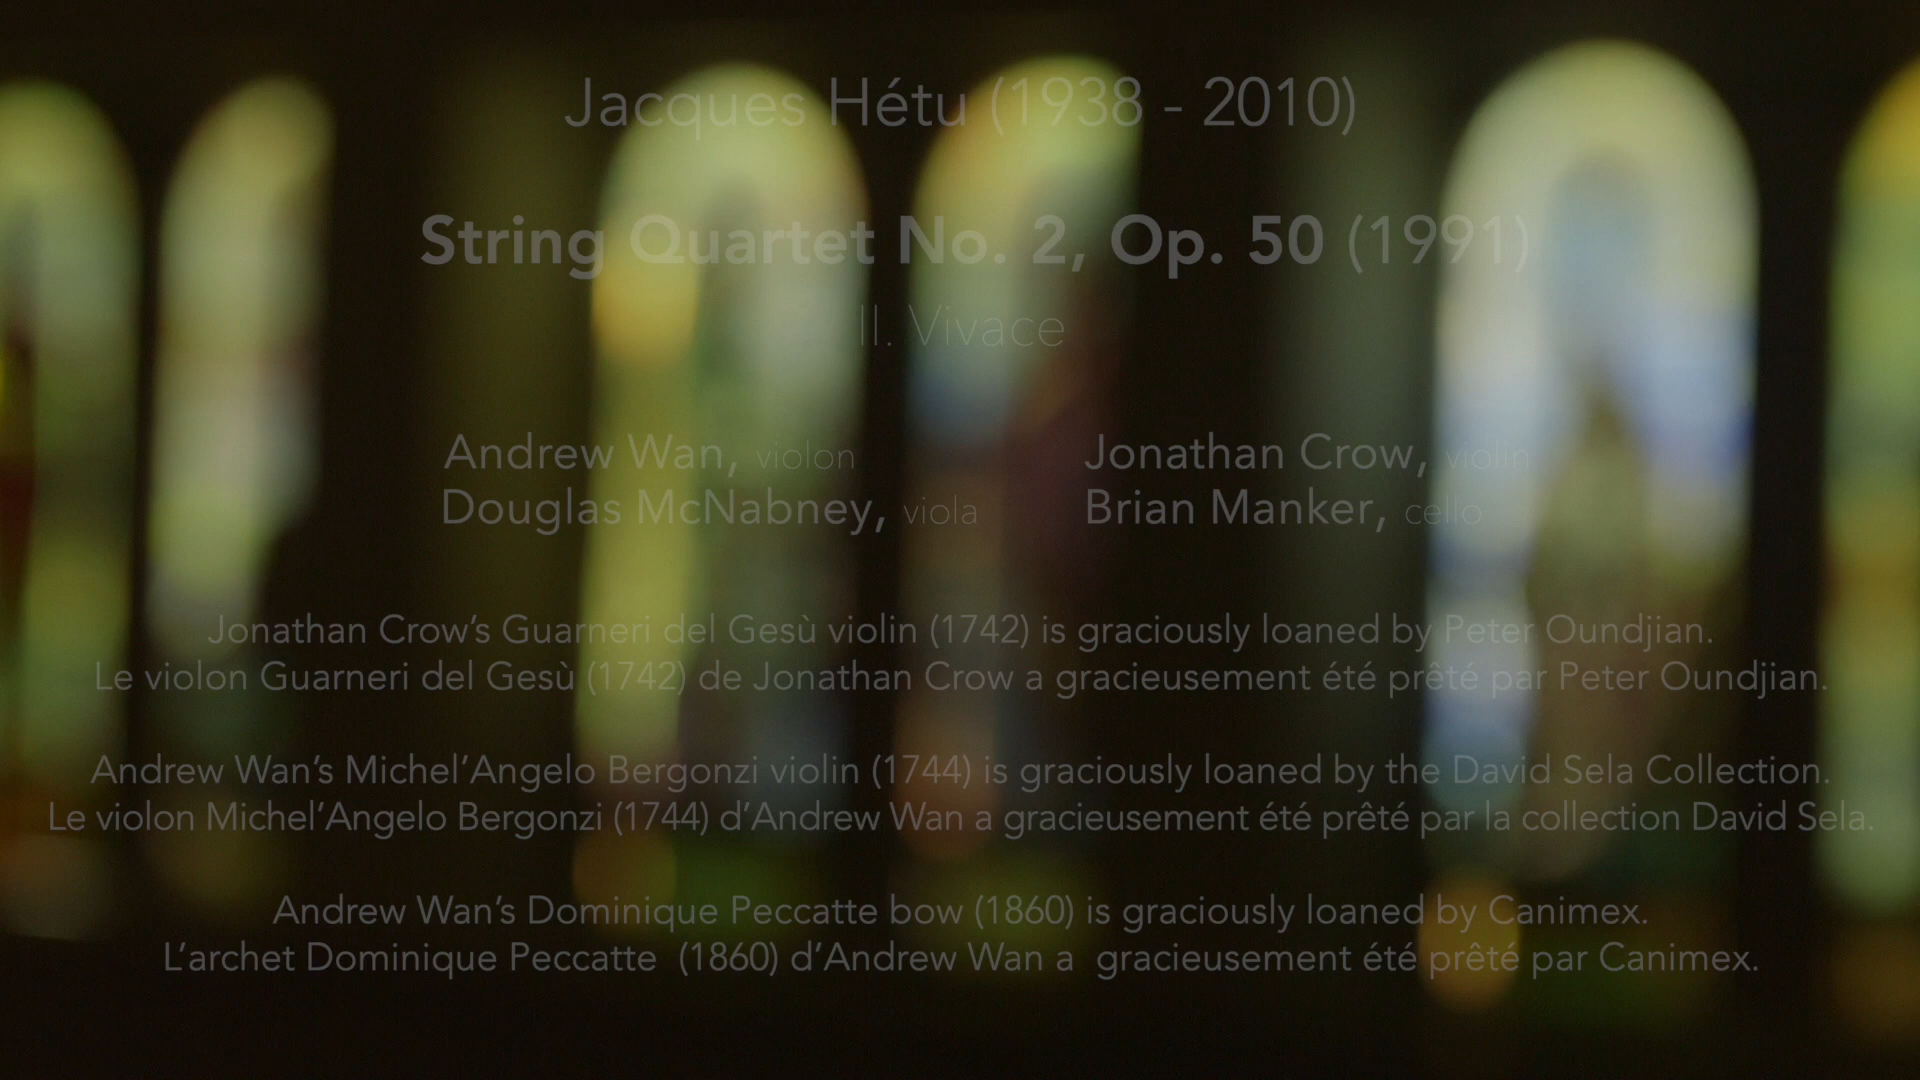 Jacques Hétu (1938 - 2010)
String Quartet No. 2, Op. 50 (1991)
II. Vivace
Andrew Wan, violon
Jonathan Crow, violin
Douglas McNabney, viola
Brian Manker, cello
Jonathan Crow’s Guarneri del Gesù violin (1742) is graciously loaned by Peter Oundjian.
Le violon Guarneri del Gesù (1742) de Jonathan Crow a gracieusement été prêté par Peter Oundjian.
Andrew Wan’s Michel’Angelo Bergonzi violin (1744) is graciously loaned by the David Sela Collection.
Le violon Michel’Angelo Bergonzi (1744) d’Andrew Wan a gracieusement été prêté par la collection David Sela.
Andrew Wan’s Dominique Peccatte bow (1860) is graciously loaned by Canimex.
L’archet Dominique Peccatte (1860) d’Andrew Wan a gracieusement été prêté par Canimex.